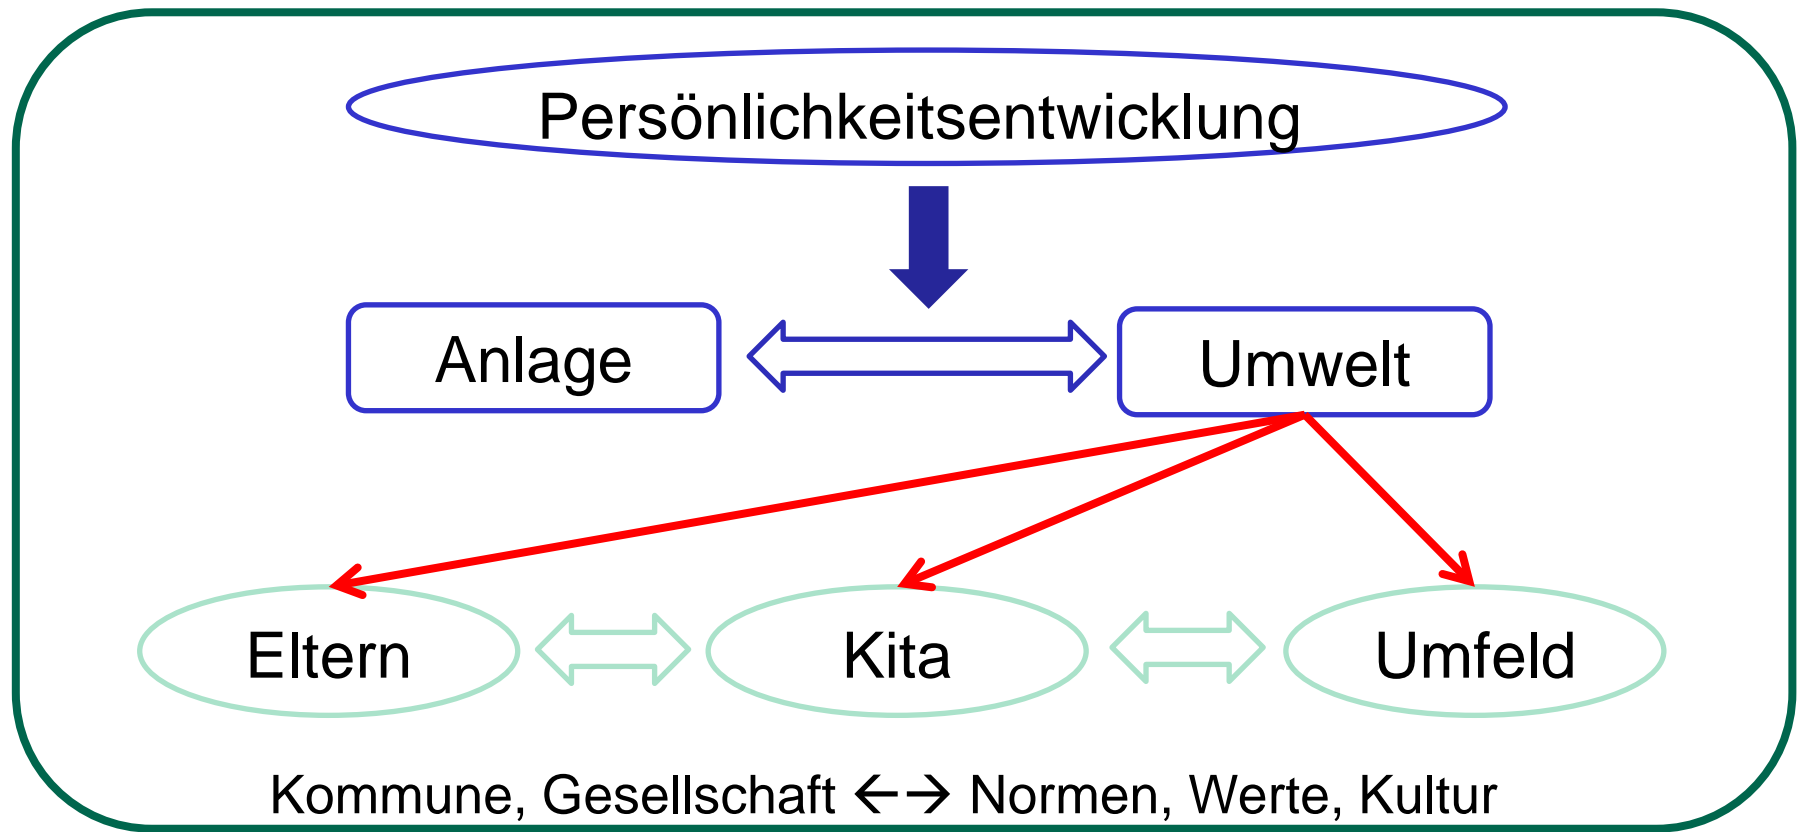 Persönlichkeitsentwicklung
Anlage
Umwelt
Eltern
Kita
Umfeld
Kommune, Gesellschaft ←→ Normen, Werte, Kultur